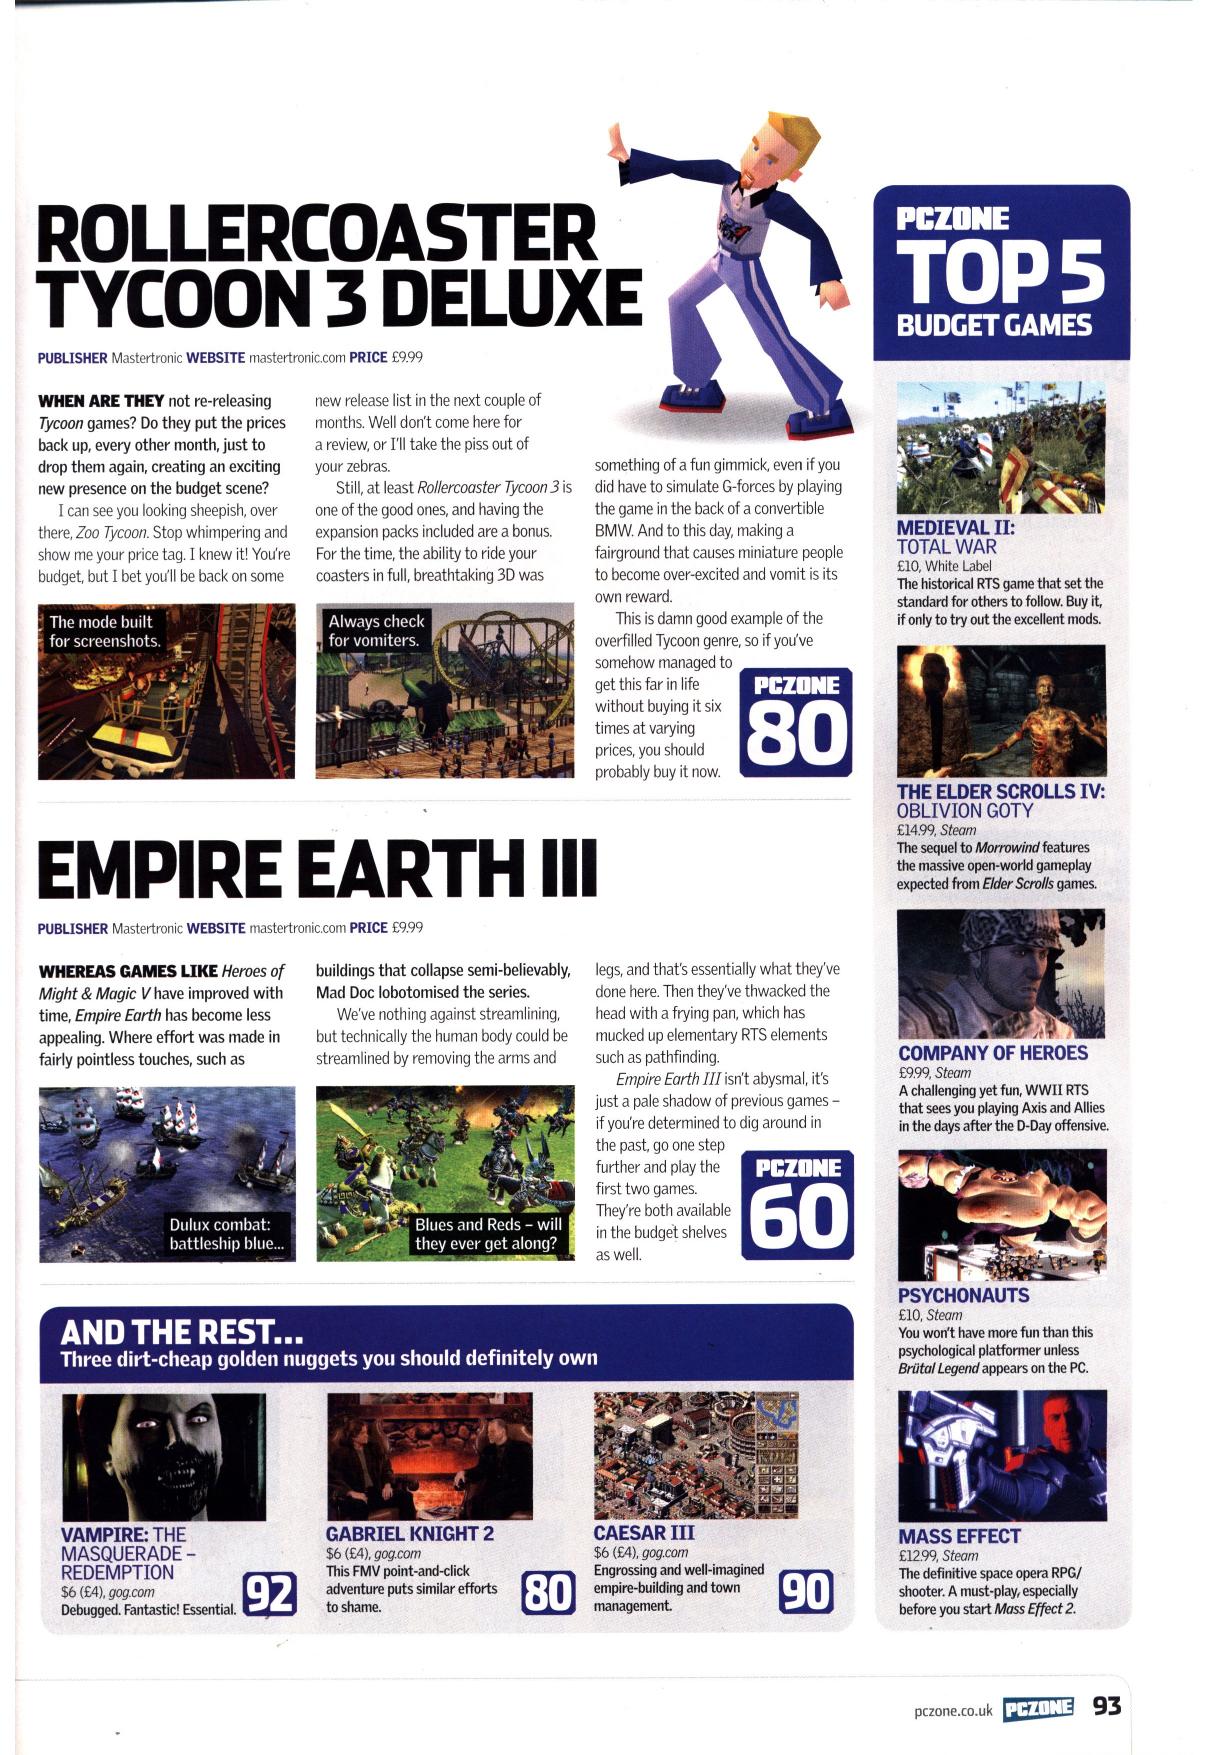 ROLLERCOASTER
TYCOON 3 DELUXE
PUBLISHER Mastertronic WEBSITE mastertronic.com PRICE £9.99
WHEN ARE THEY not re-releasing
Tycoon games? Do they put the prices
back up, every other month, just to
drop them again, creating an exciting
new presence on the budget scene?
I can see you looking sheepish, over
there, Zoo Tycoon. Stop whimpering and
show me your price tag. I knew it! You're
budget, but I bet you'll be back on some
new release list in the next couple of
months. Well don't come here for
a review, or I'll take the piss out of
your zebras.
Still, at least Rollercoaster Tycoon 3 is
one of the good ones, and having the
expansion packs included are a bonus.
For the time, the ability to ride your
coasters in full, breathtaking 3D was
something of a fun gimmick, even if you
did have to simulate G-forces by playing
the game in the back of a convertible
BMW. And to this day, making a
fairground that causes miniature people
to become over-excited and vomit is its
own reward.
This is damn good example of the
overfilled Tycoon genre, so if you've
somehow managed to
get this far in life
without buying it six
times at varying
prices, you should
probably buy it now.
PCZONE
80
The mode built
for screenshots.
Always check
for vomiters.
EMPIRE EARTH III
PUBLISHER Mastertronic WEBSITE mastertronic.com PRICE £9.99
WHEREAS GAMES LIKE Heroes of
Might & Magic V have improved with
time, Empire Earth has become less
appealing. Where effort was made in
fairly pointless touches, such as
buildings that collapse semi-believably,
Mad Doc lobotomised the series.
We've nothing against streamlining,
but technically the human body could be
streamlined by removing the arms and
legs, and that's essentially what they've
done here. Then they've thwacked the
head with a frying pan, which has
mucked up elementary RTS elements
such as pathfinding.
Empire Earth III isn't abysmal, it's
just a pale shadow of previous games –
if you're determined to dig around in
the past, go one step
further and play the
first two games.
They're both available
in the budget shelves
as well.
PCZONE
60
Dulux combat:
battleship blue...
Blues and Reds – will
they ever get along?
AND THE REST...
Three dirt-cheap golden nuggets you should definitely own
VAMPIRE: THE
MASQUERADE –
REDEMPTION
$6 (£4), gog.com
Debugged. Fantastic! Essential.
92
GABRIEL KNIGHT 2
$6 (£4), gog.com
This FMV point-and-click
adventure puts similar efforts
to shame.
80
CAESAR III
$6 (£4), gog.com
Engrossing and well-imagined
empire-building and town
management.
90
PCZONE
TOP 5
BUDGET GAMES
MEDIEVAL II:
TOTAL WAR
£10, White Label
The historical RTS game that set the
standard for others to follow. Buy it,
if only to try out the excellent mods.
THE ELDER SCROLLS IV:
OBLIVION GOTY
£14.99, Steam
The sequel to Morrowind features
the massive open-world gameplay
expected from Elder Scrolls games.
COMPANY OF HEROES
£9.99, Steam
A challenging yet fun, WWII RTS
that sees you playing Axis and Allies
in the days after the D-Day offensive.
PSYCHONAUTS
£10, Steam
You won't have more fun than this
psychological platformer unless
Brütal Legend appears on the PC.
MASS EFFECT
£12.99, Steam
The definitive space opera RPG/
shooter. A must-play, especially
before you start Mass Effect 2.
pczone.co.uk PCZONE 93